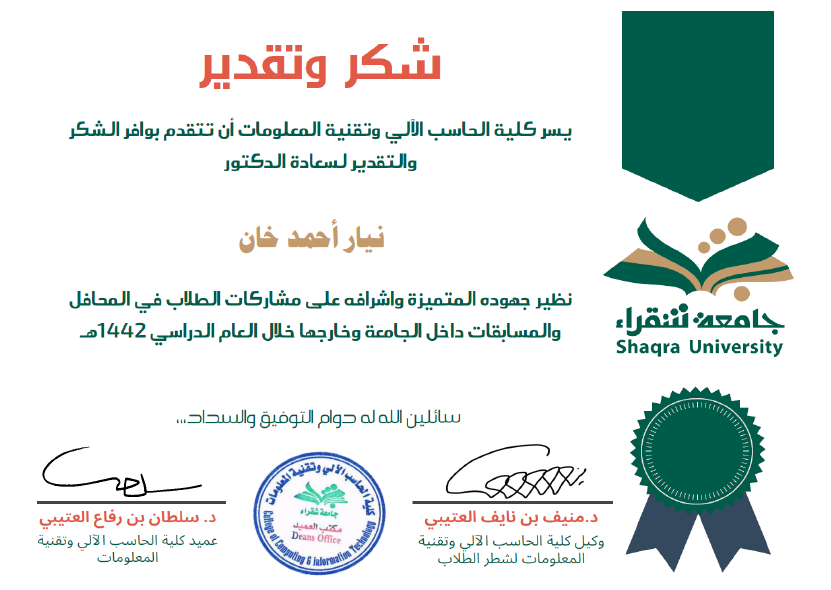 شكر وتقدير
يسر كلية الحاسب الآلي وتقنية المعلومات أن تتقدم بوافر الشكر
والتقدير لسعادة الدكتور
نيار أحمد خان
نظير جهوده المتميزة واشرافه على مشاركات الطلاب في المحافل
والمسابقات داخل الجامعة وخارجها خلال العام الدراسي 1442هـ
جامعة شقراء
Shaqra University
سائلين الله له دوام التوفيق والسداد,,,
د.منيف بن نايف العتيبي
وكيل كلية الحاسب الآلي وتقنية
المعلومات لشطر الطلاب
كلية الحاسب الآلي وتقنية المعلومات
جامعة شقراء
مكتب العميد
Deans Office
College of Computing & Information Technology
د. سلطان بن رفاع العتيبي
عميد كلية الحاسب الآلي وتقنية
المعلومات